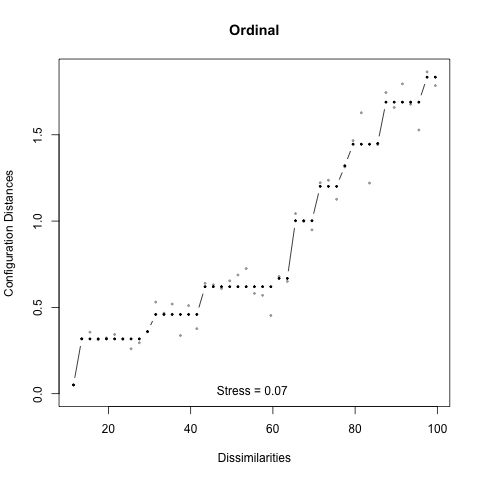 Ordinal
Configuration Distances
1.5
1.0
0.5
0.0
Stress = 0.07
20 40 60 80 100
Dissimilarities